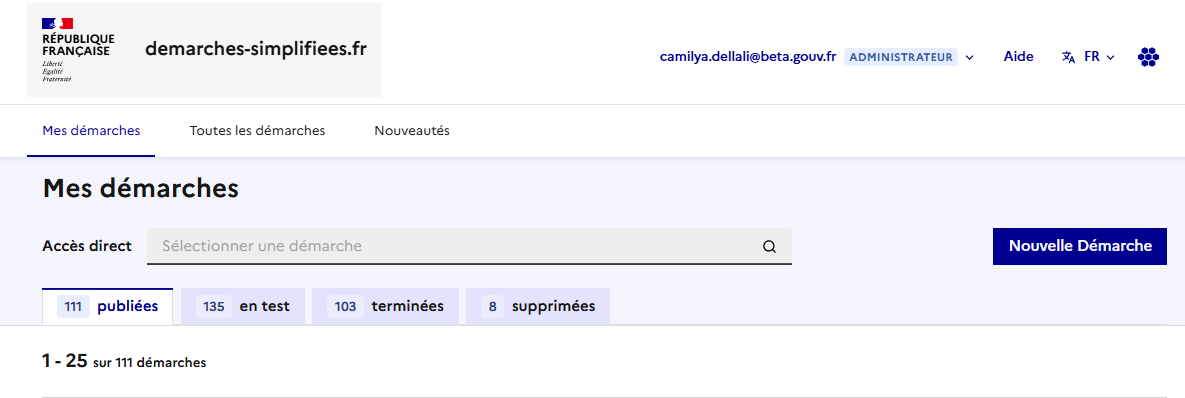 RÉPUBLIQUE
FRANÇAISE
Liberté
Égalité
Fraternité
demarches-simplifiees.fr
camilya.dellali@beta.gouv.fr ADMINISTRATEUR Aide FR
Mes démarches Toutes les démarches Nouveautés
Mes démarches
Accès direct Sélectionner une démarche Nouvelle Démarche
111 publiées 135 en test 103 terminées 8 supprimées
1 - 25 sur 111 démarches